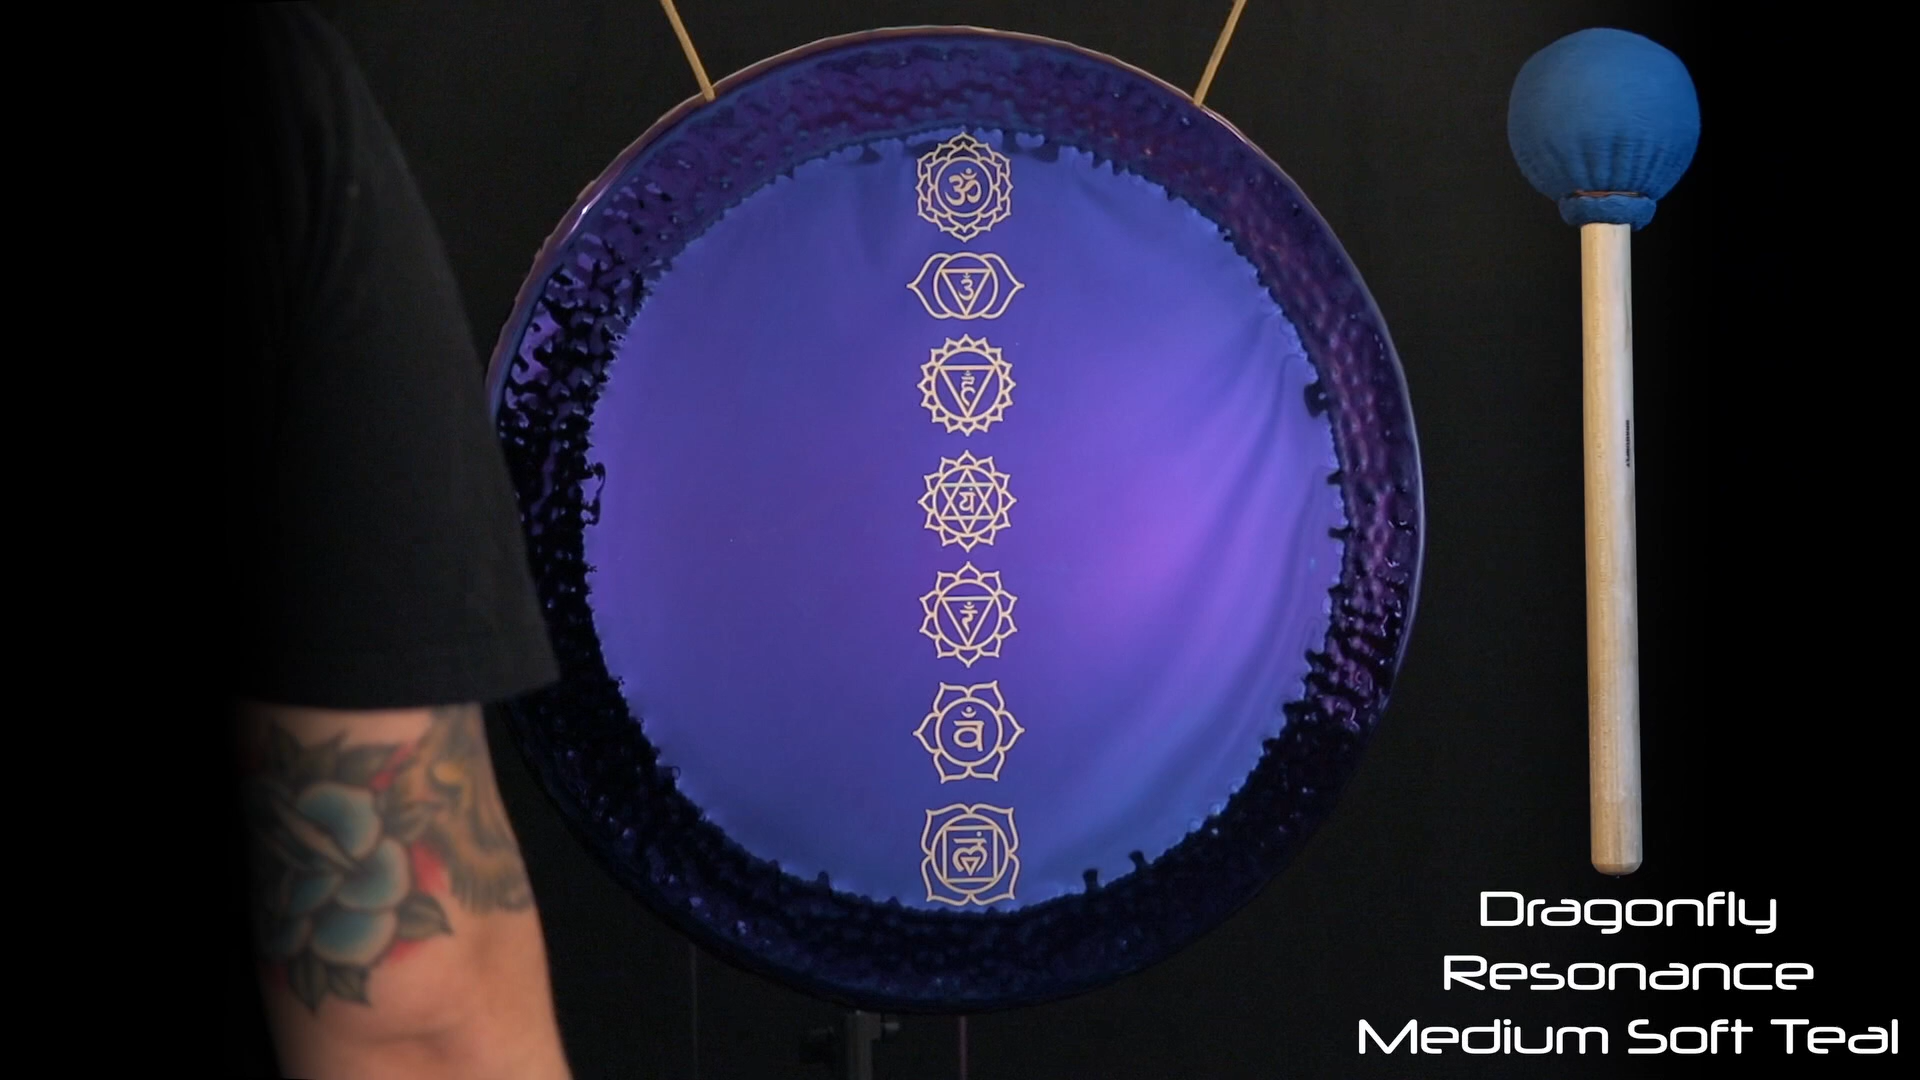 ॐ
ॐ
हं
यं
रं
वं
लं
Dragonfly
Resonance
Medium Soft Teal